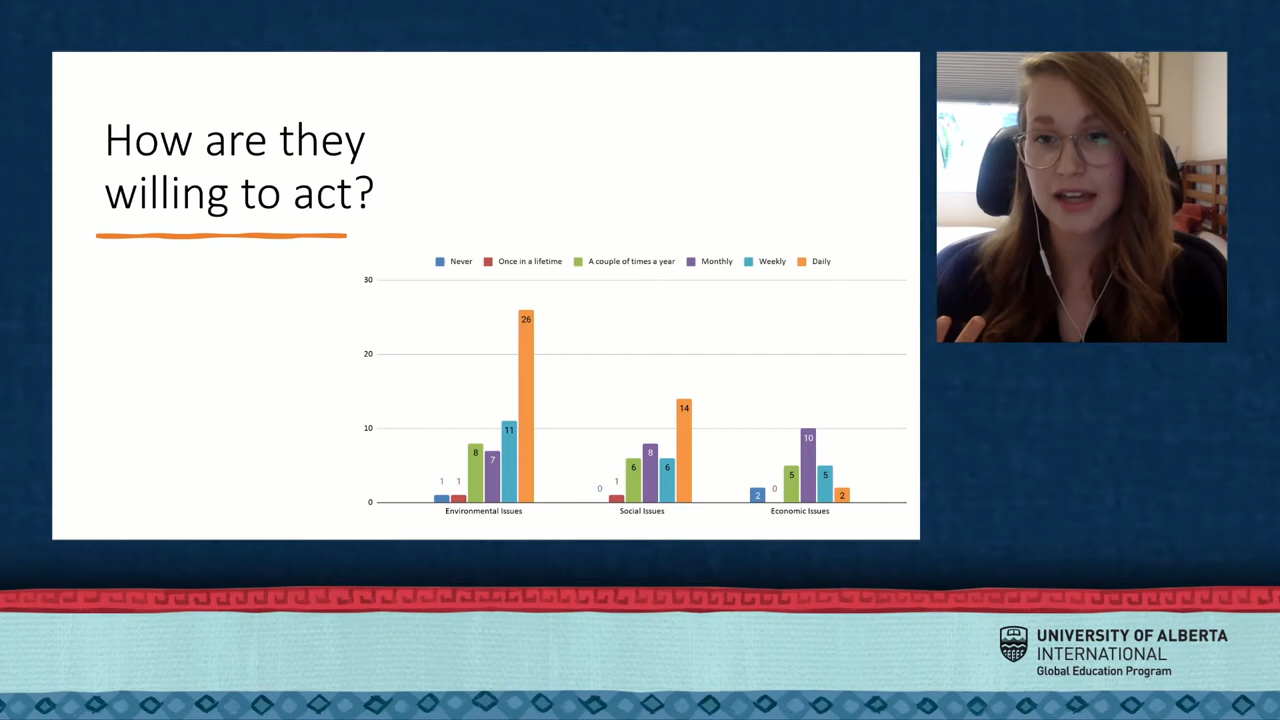 How are they
willing to act?
Never Once in a lifetime A couple of times a year Monthly Weekly Daily
30
20
10
0
1 1 8 7 11 26
0 1 6 8 6 14
2 0 5 10 5 2
Environmental Issues Social Issues Economic Issues
UNIVERSITY OF ALBERTA
INTERNATIONAL
Global Education Program